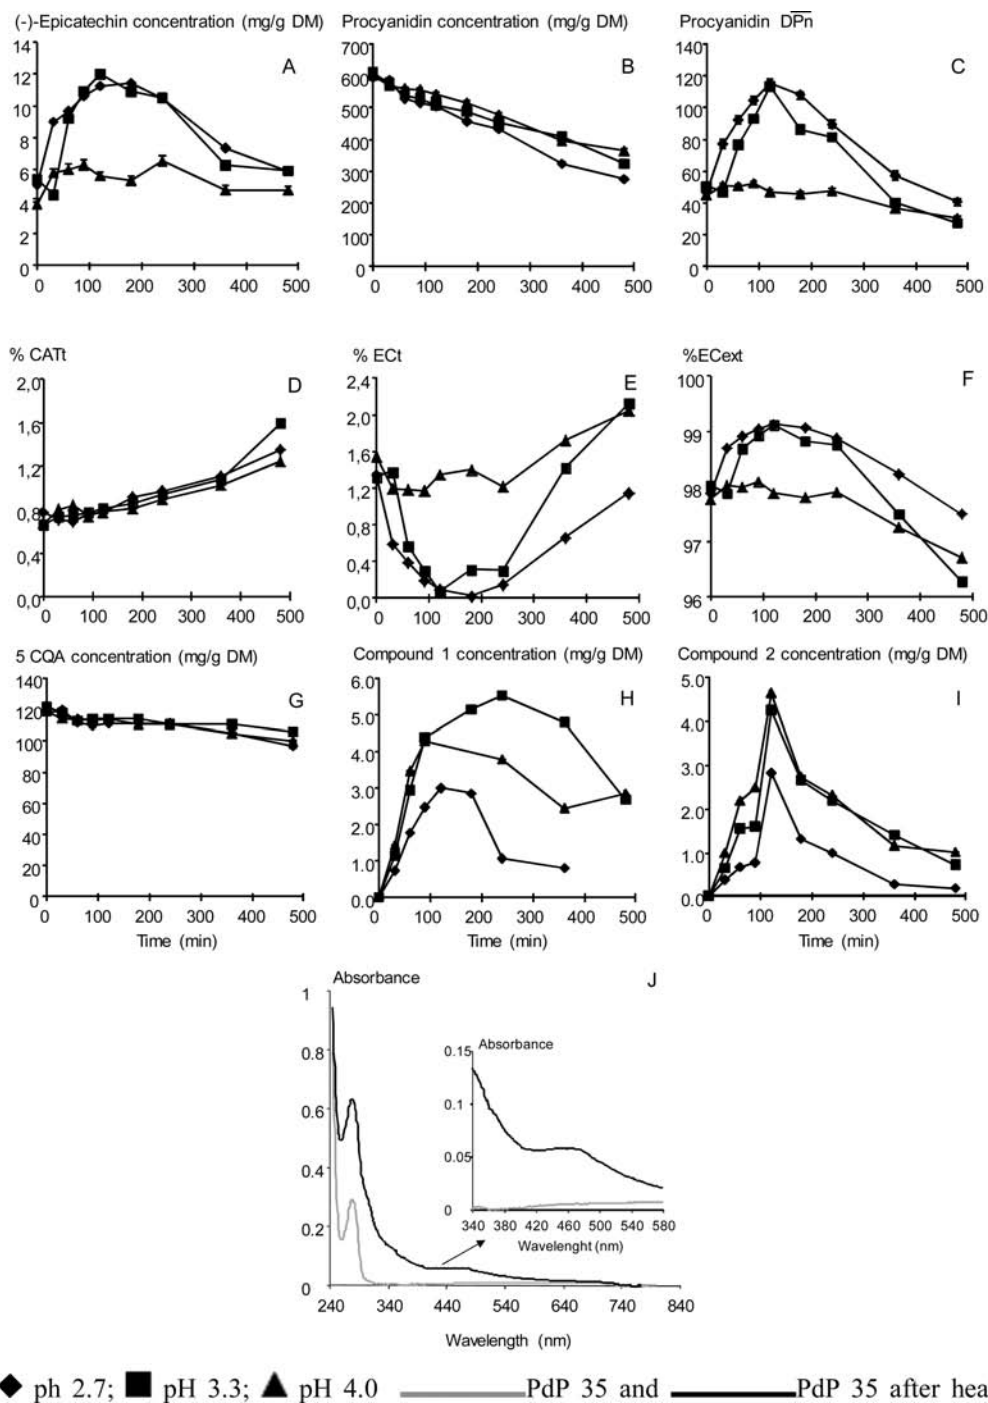 (-)-Epicatechin concentration (mg/g DM) Procyanidin concentration (mg/g DM) Procyanidin DPn
A
14
12
10
8
6
4
2
0
0 100 200 300 400 500
B
700
600
500
400
300
200
100
0
0 100 200 300 400 500
C
140
120
100
80
60
40
20
0
0 100 200 300 400 500
% CATt
D
2,0
1,6
1,2
0,8
0,4
0,0
0 100 200 300 400 500
% ECt
E
2,4
2,0
1,6
1,2
0,8
0,4
0,0
0 100 200 300 400 500
%ECext
F
100
99
98
97
96
0 100 200 300 400 500
5 CQA concentration (mg/g DM)
G
140
120
100
80
60
40
20
0
0 100 200 300 400 500
Time (min)
Compound 1 concentration (mg/g DM)
H
6.0
5.0
4.0
3.0
2.0
1.0
0.0
0 100 200 300 400 500
Time (min)
Compound 2 concentration (mg/g DM)
I
5.0
4.0
3.0
2.0
1.0
0.0
0 100 200 300 400 500
Time (min)
Absorbance
J
1
0.8
0.6
0.4
0.2
0
240 340 440 540 640 740 840
Wavelength (nm)
Absorbance
0.15
0.1
0.05
0
340 380 420 460 500 540 580
Wavelenght (nm)
ph 2.7; pH 3.3; pH 4.0 PdP 35 and PdP 35 after hea